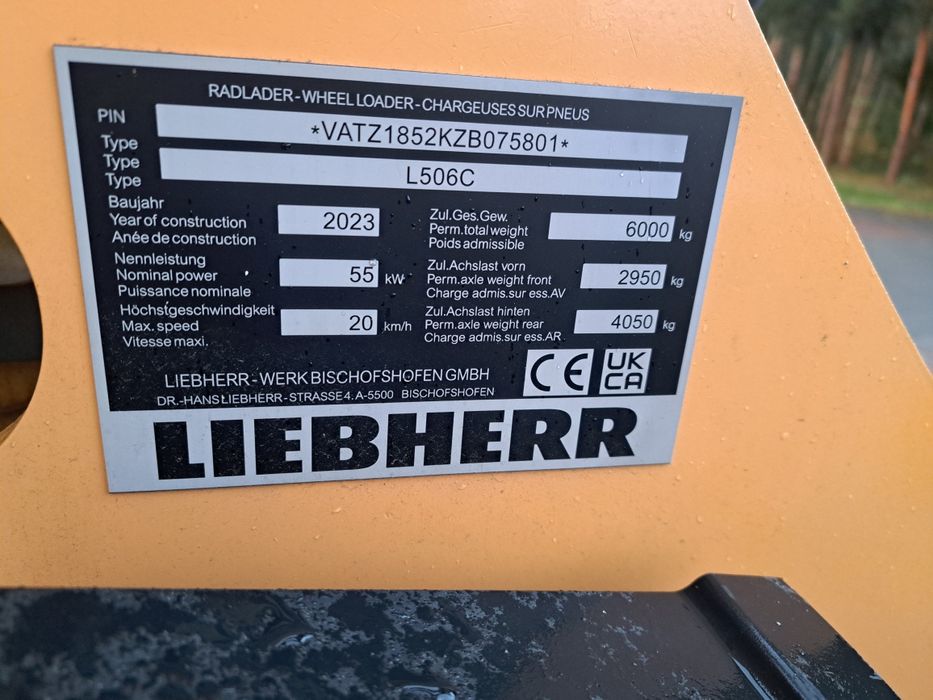 RADLADER-WHEEL LOADER-CHARGEUSES SUR PNEUS
PIN *VATZ1852KZB075801*
Type
Type L506C
Type
Baujahr
Year of construction 2023
Anée de construction
Nennleistung
Nominal power 55 kW
Puissance nominale
Höchstgeschwindigkeit
Max. speed 20 km/h
Vitesse maxi.
Zul.Ges.Gew.
Perm.total weight 6000 kg
Poids admissible
Zul.Achslast vorn
Perm.axle weight front 2950 kg
Charge admis.sur ess.AV
Zul.Achslast hinten
Perm.axle weight rear 4050 kg
Charge admis.sur ess.AR
LIEBHERR-WERK BISCHOFSHOFEN GMBH
DR.-HANS LIEBHERR-STRASSE 4. A-5500 BISCHOFSHOFEN
CE
UK
CA
LIEBHERR